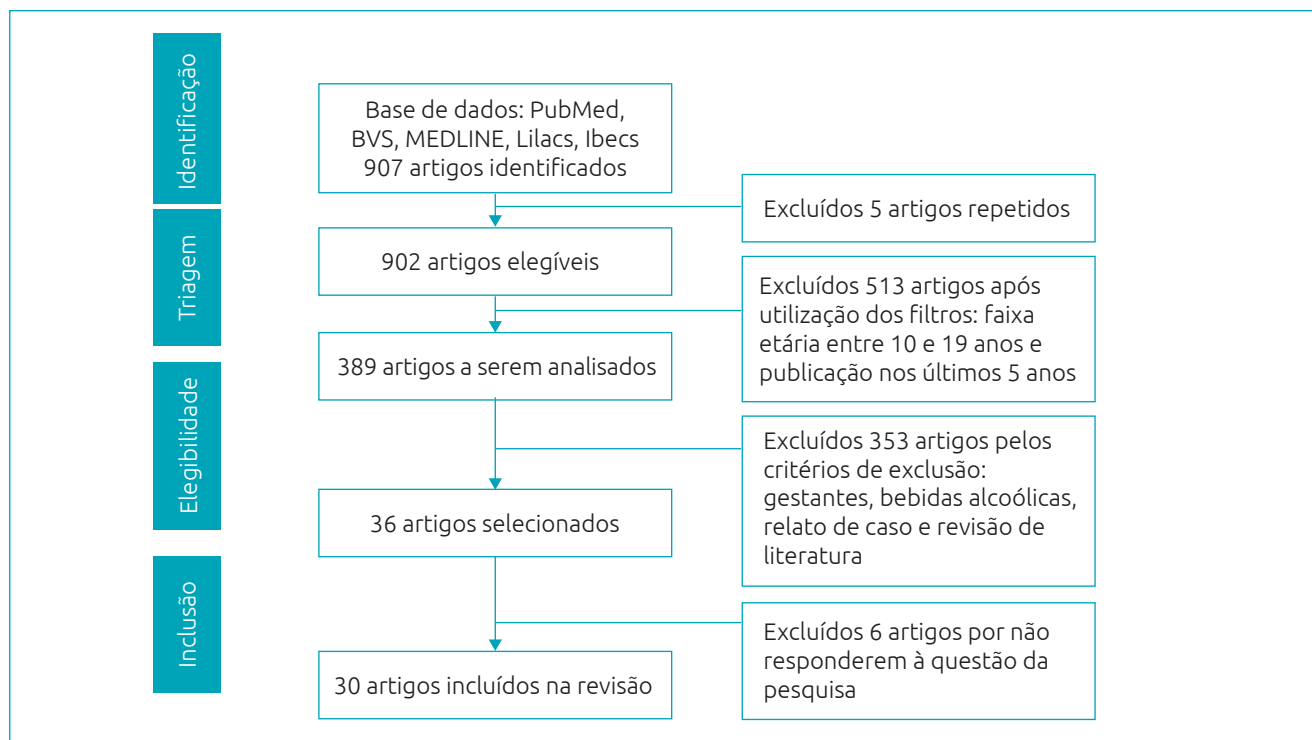 Identificação
Base de dados: PubMed,
BVS, MEDLINE, Lilacs, Ibecs
907 artigos identificados
Excluídos 5 artigos repetidos
Triagem
902 artigos elegíveis
Excluídos 513 artigos após
utilização dos filtros: faixa
etária entre 10 e 19 anos e
publicação nos últimos 5 anos
389 artigos a serem analisados
Elegibilidade
Excluídos 353 artigos pelos
critérios de exclusão:
gestantes, bebidas alcoólicas,
relato de caso e revisão de
literatura
36 artigos selecionados
Inclusão
Excluídos 6 artigos por não
responderem à questão da
pesquisa
30 artigos incluídos na revisão